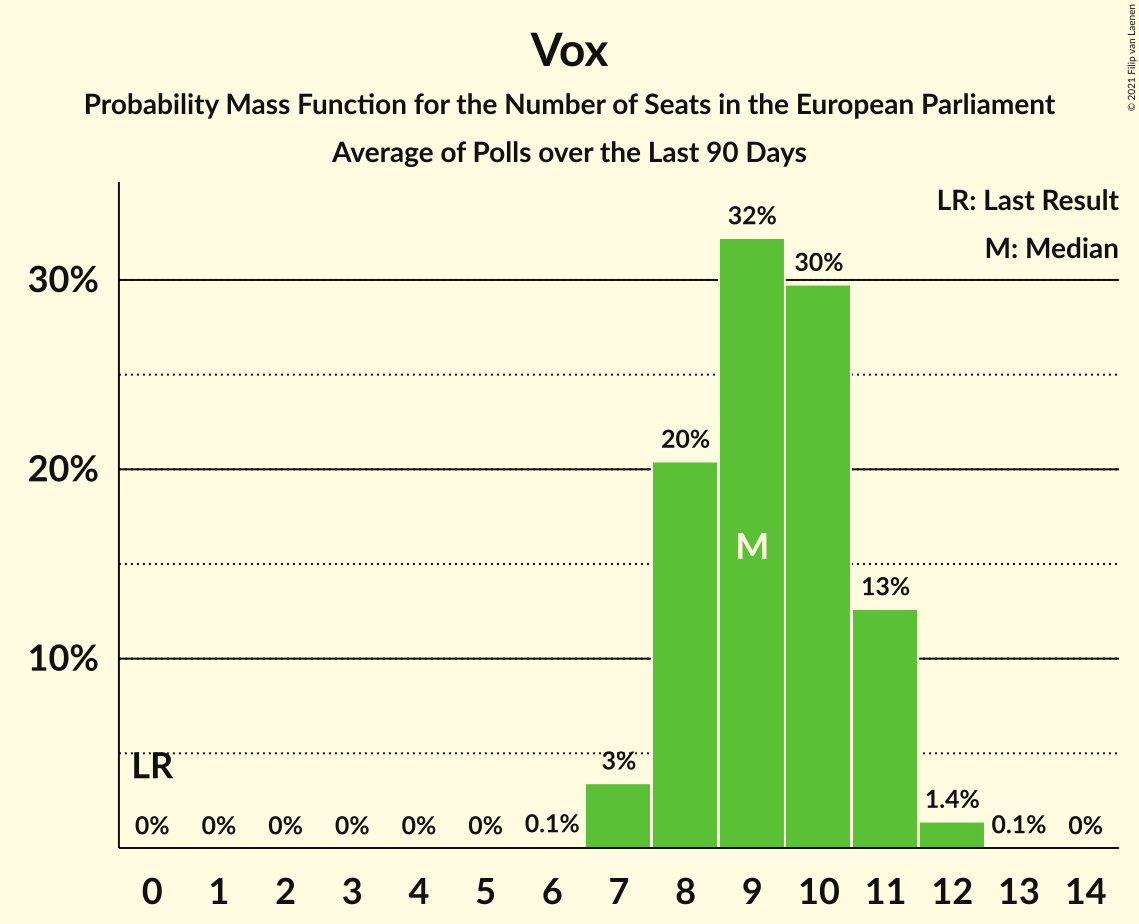 Vox
Probability Mass Function for the Number of Seats in the European Parliament
Average of Polls over the Last 90 Days
© 2021 Filip van Laenen
LR: Last Result
M: Median
32%
30%
30%
20%
20%
M
13%
10%
LR
3%
1.4%
0% 0% 0% 0% 0% 0% 0.1% 0.1% 0%
0 1 2 3 4 5 6 7 8 9 10 11 12 13 14